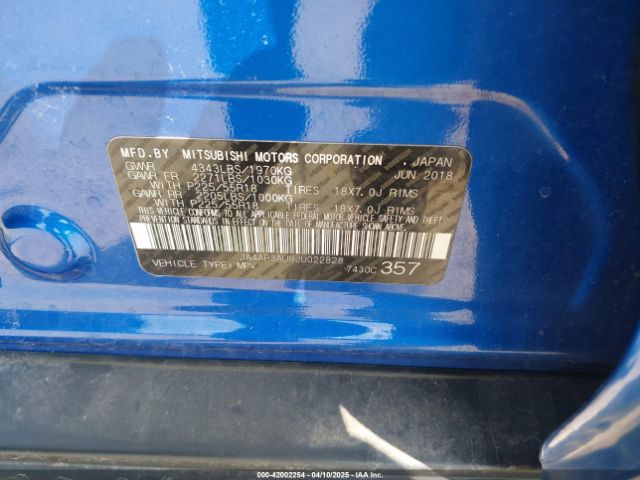 MFD.BY MITSUBISHI MOTORS CORPORATION . JAPAN
GVWR 4343LBS/1970KG JUN 2018
GAWR FR 2271LBS/1030KG
WITH P225/55R18 TIRES 18X7.0J RIMS
GAWR RR 2205LBS/1000KG
WITH P225/55R18 TIRES 18X7.0J RIMS
THIS VEHICLE CONFORMS TO ALL APPLICABLE FEDERAL MOTOR VEHICLE SAFETY AND THEFT
PREVENTION STANDARDS IN EFFECT ON THE DATE OF MANUFACTURE SHOWN ABOVE.
VEHICLE TYPE: MPV 7430C 357
000-42002254 - 04/10/2025 - IAA Inc.